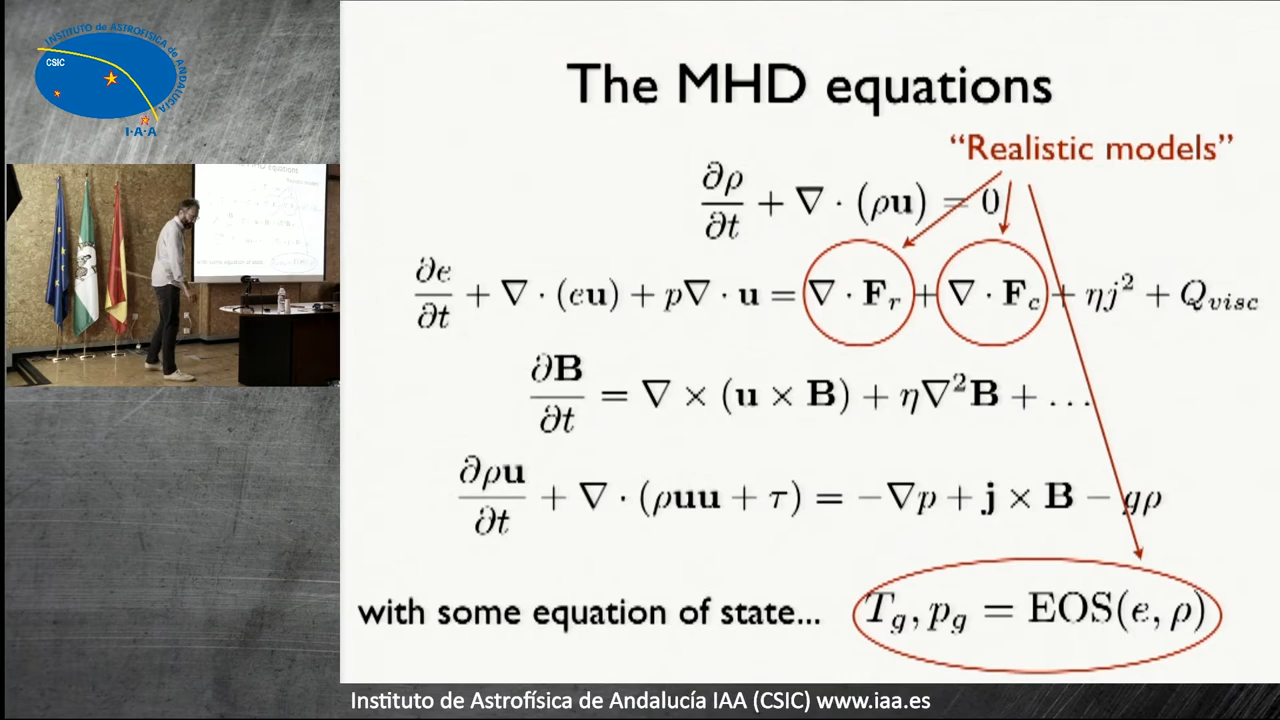 INSTITUTO de ASTROFÍSICA de ANDALUCÍA
CSIC
I·A·A
The MHD equations
“Realistic models”
∂ρ/∂t + ∇ · (ρu) = 0
∂e/∂t + ∇ · (eu) + p∇ · u = ∇ · F_r + ∇ · F_c + ηj² + Q_visc
∂B/∂t = ∇ × (u × B) + η∇²B + . . .
∂ρu/∂t + ∇ · (ρuu + τ) = −∇p + j × B − gρ
with some equation of state... T_g, p_g = EOS(e, ρ)
Instituto de Astrofísica de Andalucía IAA (CSIC) www.iaa.es